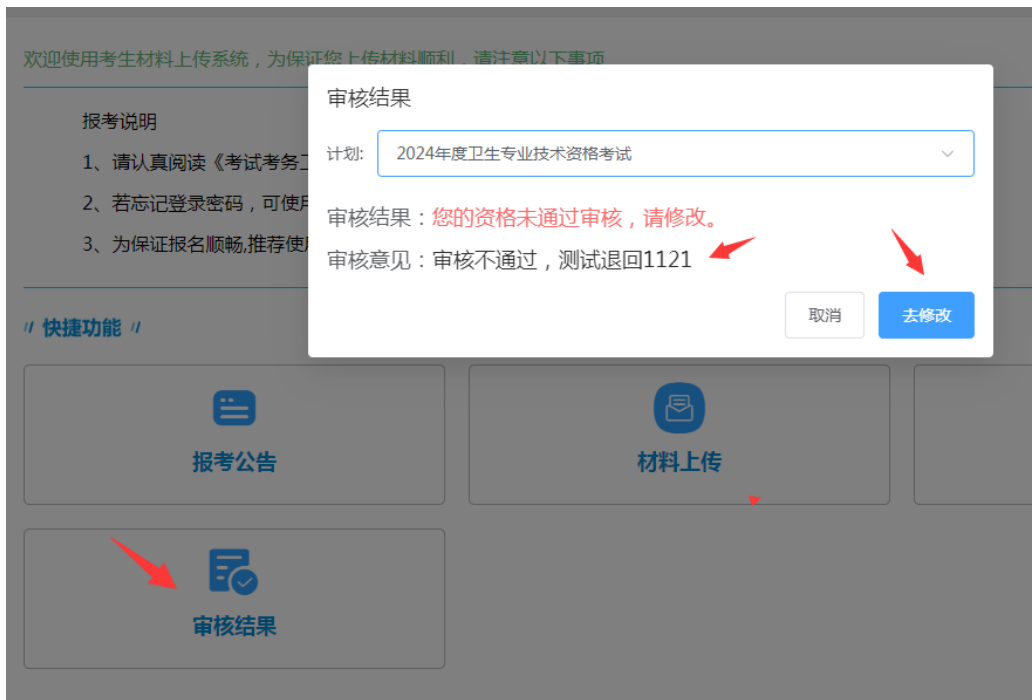 欢迎使用考生材料上传系统，为保证您上传材料顺利，请注意以下事项
审核结果
计划: 2024年度卫生专业技术资格考试
报考说明
1、请认真阅读《考试考务工
2、若忘记登录密码，可使用
3、为保证报名顺畅,推荐使用
审核结果：您的资格未通过审核，请修改。
审核意见：审核不通过，测试退回1121
取消 去修改
// 快捷功能 //
报考公告
材料上传
审核结果